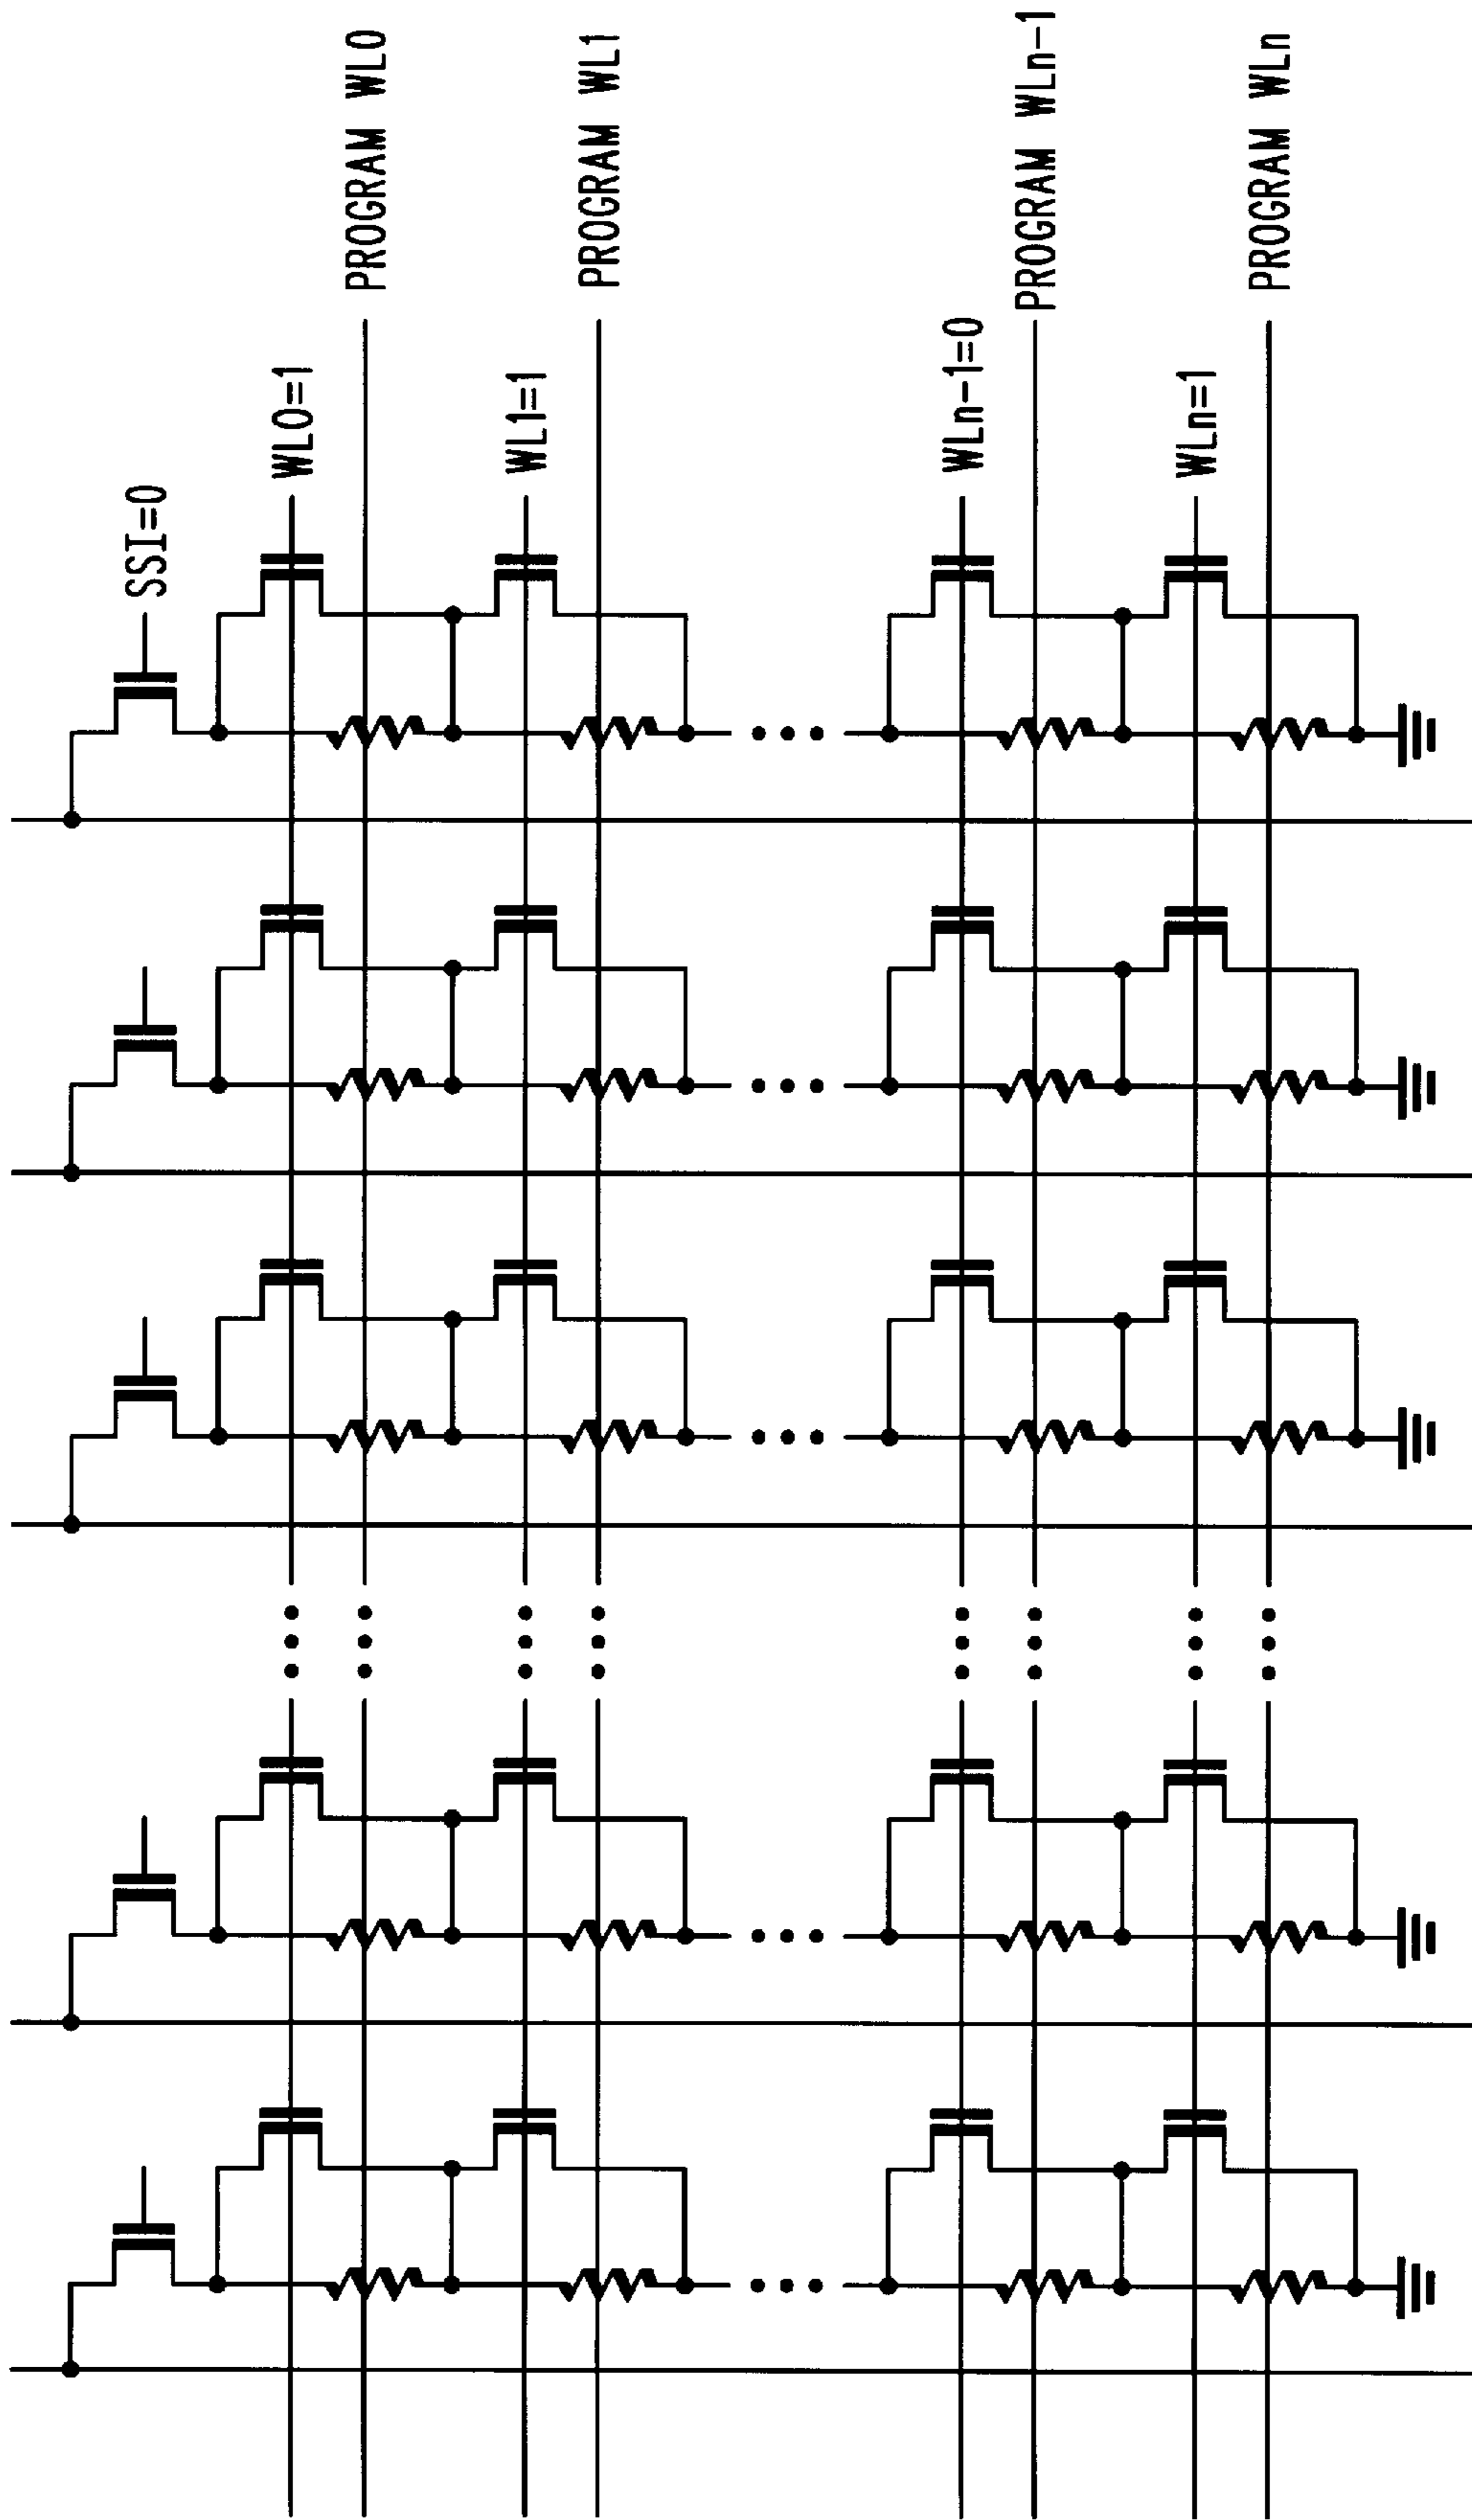 SSI=0
WL0=1
PROGRAM WL0
WL1=1
PROGRAM WL1
WLn-1=0
PROGRAM WLn-1
WLn=1
PROGRAM WLn